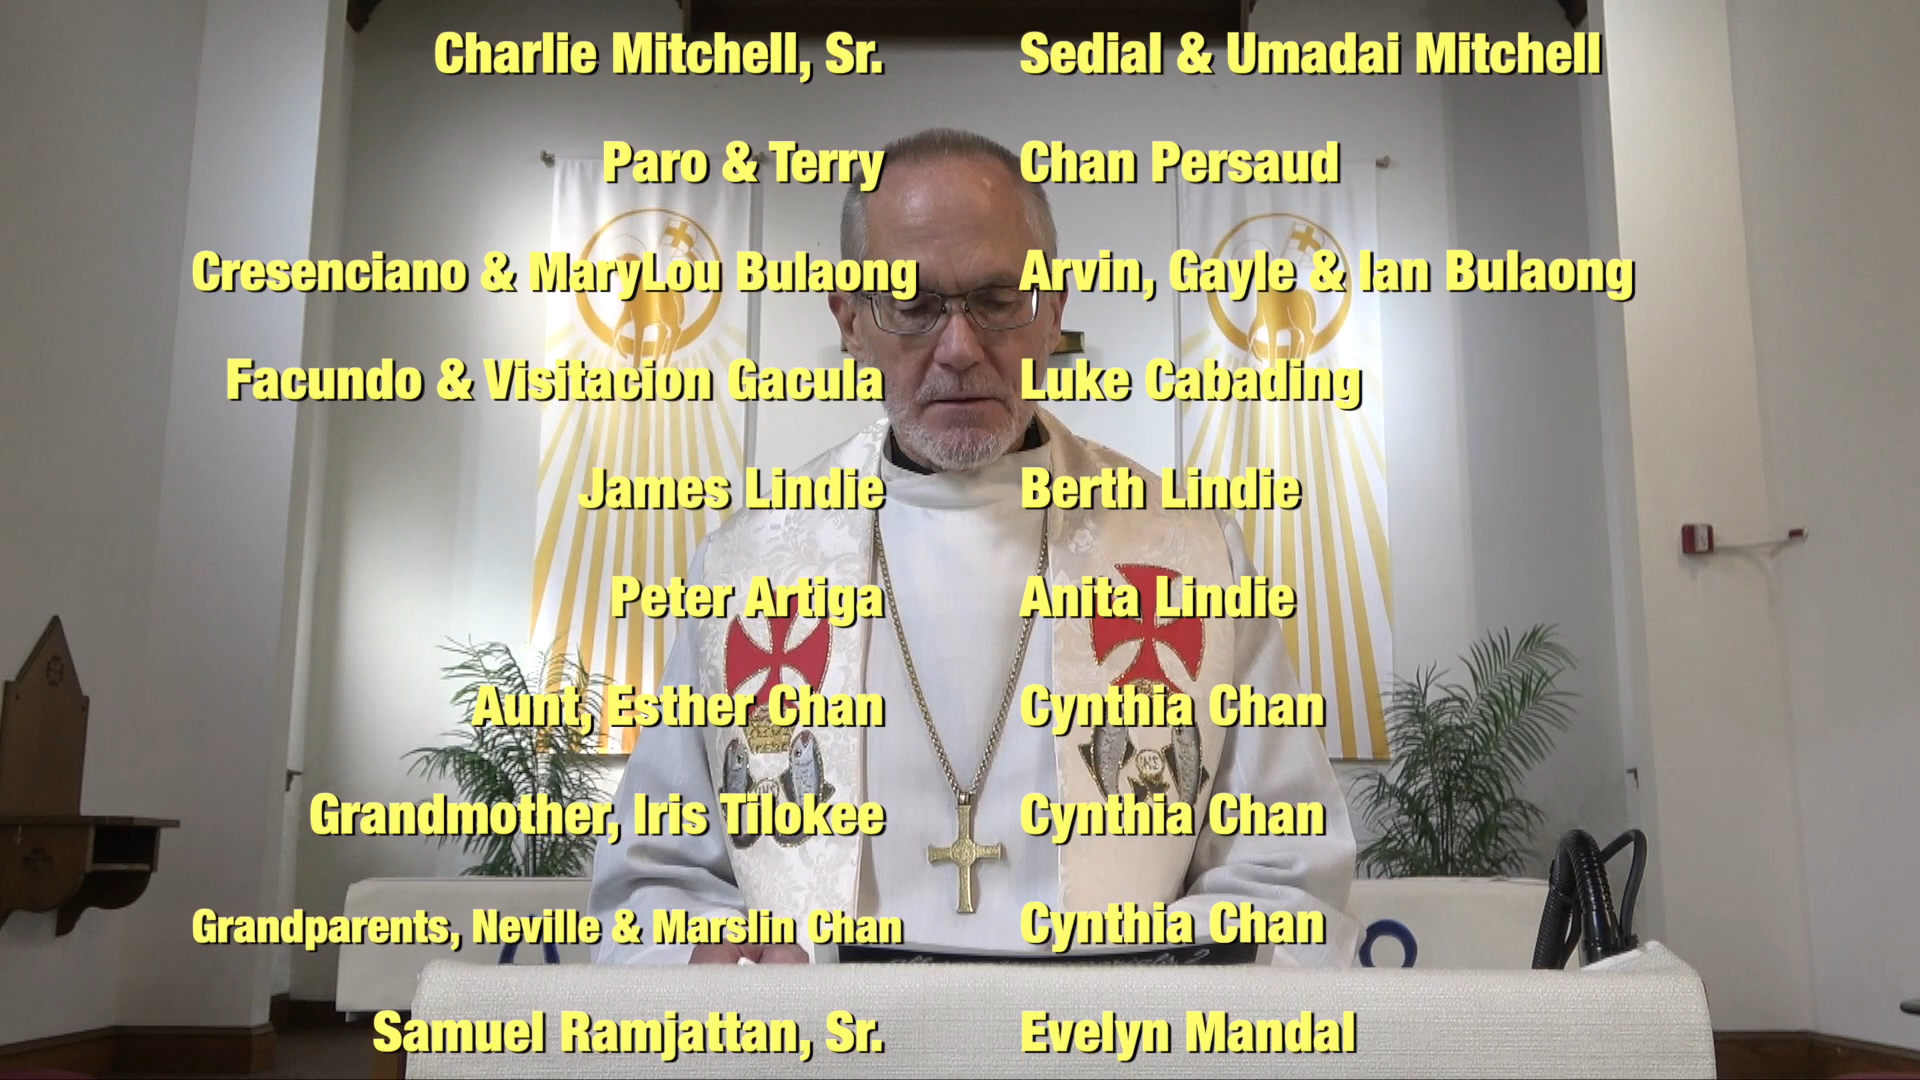 Charlie Mitchell, Sr. Sedial & Umadai Mitchell
Paro & Terry Chan Persaud
Cresenciano & MaryLou Bulaong Arvin, Gayle & Ian Bulaong
Facundo & Visitacion Gacula Luke Cabading
James Lindie Berth Lindie
Peter Artiga Anita Lindie
Aunt, Esther Chan Cynthia Chan
Grandmother, Iris Tilokee Cynthia Chan
Grandparents, Neville & Marslin Chan Cynthia Chan
Samuel Ramjattan, Sr. Evelyn Mandal